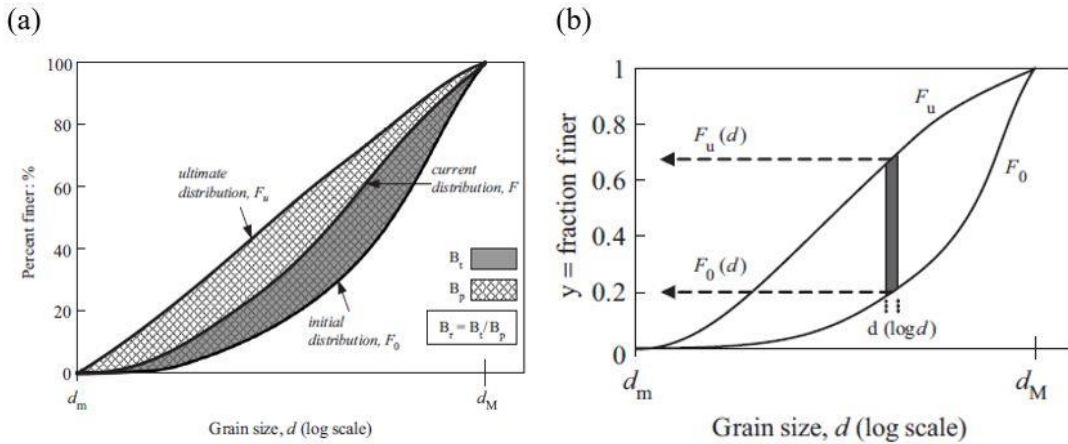 (a)
100
80
60
40
20
0
Percent finer: %
ultimate
distribution, Fu
current
distribution, F
Bt
Bp
Br = Bt/Bp
initial
distribution, F0
dm
dM
Grain size, d (log scale)
(b)
1
0.8
0.6
0.4
0.2
0
y = fraction finer
Fu
F0
Fu (d)
F0 (d)
d (log d)
dm
dM
Grain size, d (log scale)